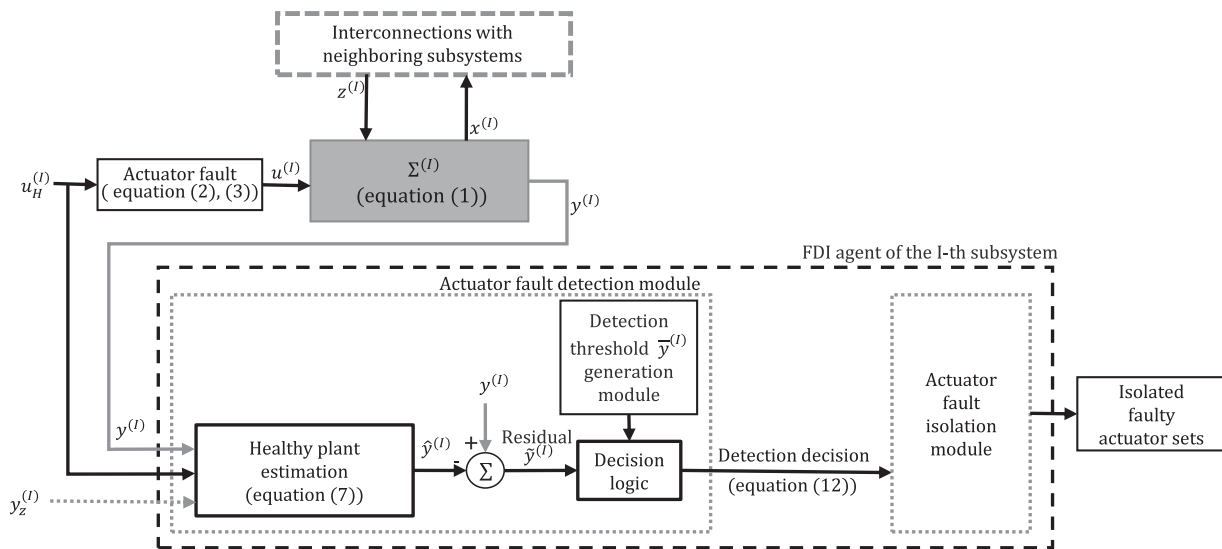 Interconnections with
neighboring subsystems
z^(I)
x^(I)
u_H^(I)
Actuator fault
( equation (2), (3))
u^(I)
Σ^(I)
(equation (1))
y^(I)
FDI agent of the I-th subsystem
Actuator fault detection module
Detection
threshold y̅^(I)
generation
module
Actuator
fault
isolation
module
Isolated
faulty
actuator sets
y^(I)
y^(I)
Healthy plant
estimation
(equation (7))
ŷ^(I)
+
-
Σ
Residual
ỹ^(I)
Decision
logic
Detection decision
(equation (12))
y_z^(I)